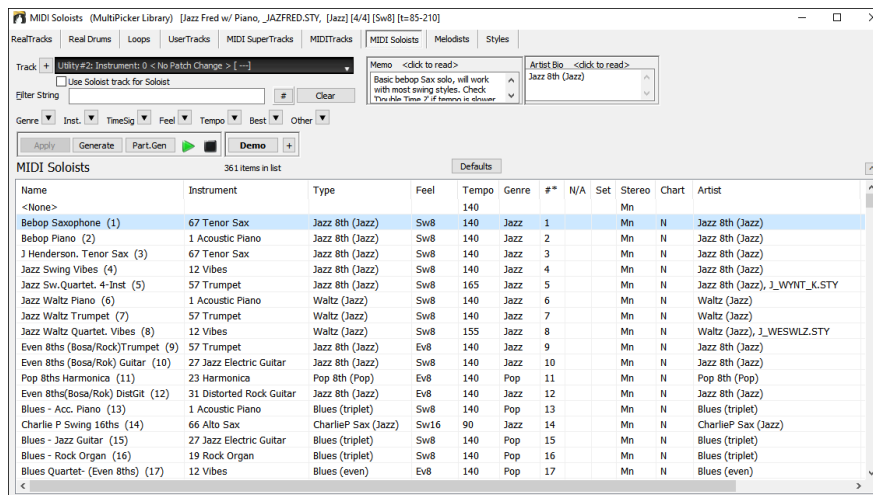 MIDI Soloists (MultiPicker Library) [Jazz Fred w/ Piano, _JAZFRED.STY, [Jazz] [4/4] [Sw8] [t=85-210]
RealTracks Real Drums Loops UserTracks MIDI SuperTracks MIDITracks MIDI Soloists Melodists Styles
Track + Utility#2: Instrument: 0 < No Patch Change > [ ---]
Use Soloist track for Soloist
Filter String # Clear
Memo <click to read>
Basic bebop Sax solo, will work
with most swing styles. Check
'Double Time ?' if tempo is slower
Artist Bio <click to read>
Jazz 8th (Jazz)
Genre Inst. TimeSig Feel Tempo Best Other
Apply Generate Part.Gen Demo +
MIDI Soloists 361 items in list Defaults
Name Instrument Type Feel Tempo Genre #* N/A Set Stereo Chart Artist
<None> 140 Mn
Bebop Saxophone (1) 67 Tenor Sax Jazz 8th (Jazz) Sw8 140 Jazz 1 Mn N Jazz 8th (Jazz)
Bebop Piano (2) 1 Acoustic Piano Jazz 8th (Jazz) Sw8 140 Jazz 2 Mn N Jazz 8th (Jazz)
J Henderson. Tenor Sax (3) 67 Tenor Sax Jazz 8th (Jazz) Sw8 140 Jazz 3 Mn N Jazz 8th (Jazz)
Jazz Swing Vibes (4) 12 Vibes Jazz 8th (Jazz) Sw8 140 Jazz 4 Mn N Jazz 8th (Jazz)
Jazz Sw.Quartet. 4-Inst (5) 57 Trumpet Jazz 8th (Jazz) Sw8 165 Jazz 5 Mn N Jazz 8th (Jazz), J_WYNT_K.STY
Jazz Waltz Piano (6) 1 Acoustic Piano Waltz (Jazz) Sw8 140 Jazz 6 Mn N Waltz (Jazz)
Jazz Waltz Trumpet (7) 57 Trumpet Waltz (Jazz) Sw8 140 Jazz 7 Mn N Waltz (Jazz)
Jazz Waltz Quartet. Vibes (8) 12 Vibes Waltz (Jazz) Sw8 155 Jazz 8 Mn N Waltz (Jazz), J_WESWLZ.STY
Even 8ths (Bosa/Rock)Trumpet (9) 57 Trumpet Jazz 8th (Jazz) Ev8 140 Jazz 9 Mn N Jazz 8th (Jazz)
Even 8ths (Bosa/Rok) Guitar (10) 27 Jazz Electric Guitar Jazz 8th (Jazz) Ev8 140 Jazz 10 Mn N Jazz 8th (Jazz)
Pop 8ths Harmonica (11) 23 Harmonica Pop 8th (Pop) Ev8 140 Pop 11 Mn N Pop 8th (Pop)
Even 8ths(Bosa/Rok) DistGit (12) 31 Distorted Rock Guitar Jazz 8th (Jazz) Ev8 140 Jazz 12 Mn N Jazz 8th (Jazz)
Blues - Acc. Piano (13) 1 Acoustic Piano Blues (triplet) Sw8 140 Pop 13 Mn N Blues (triplet)
Charlie P Swing 16ths (14) 66 Alto Sax CharlieP Sax (Jazz) Sw16 90 Jazz 14 Mn N CharlieP Sax (Jazz)
Blues - Jazz Guitar (15) 27 Jazz Electric Guitar Blues (triplet) Sw8 140 Pop 15 Mn N Blues (triplet)
Blues - Rock Organ (16) 19 Rock Organ Blues (triplet) Sw8 140 Pop 16 Mn N Blues (triplet)
Blues Quartet- (Even 8ths) (17) 12 Vibes Blues (even) Ev8 140 Pop 17 Mn N Blues (even)